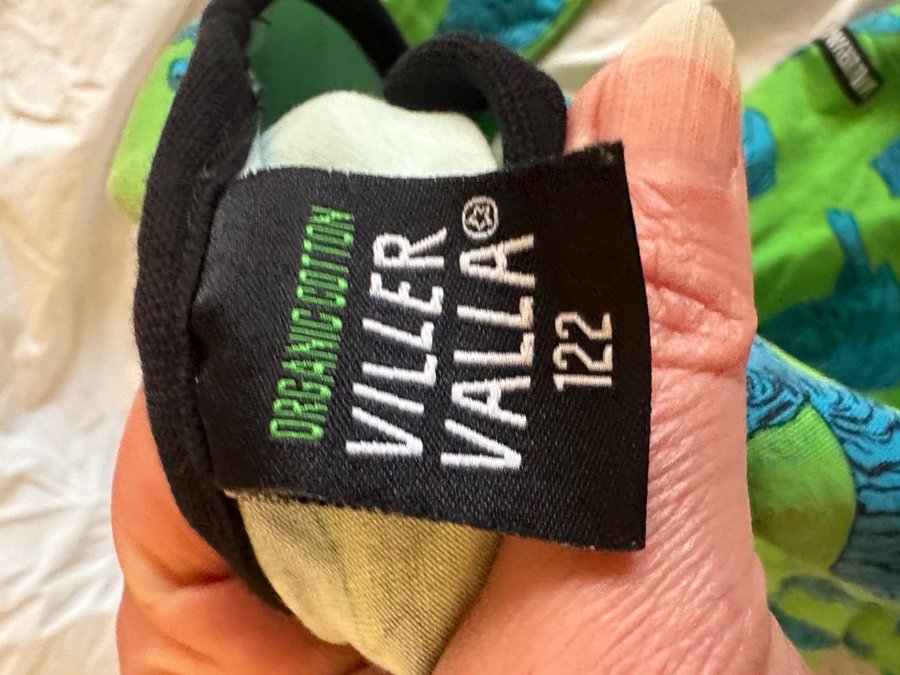 ORGANIC COTTON
VILLER
VALLA
122